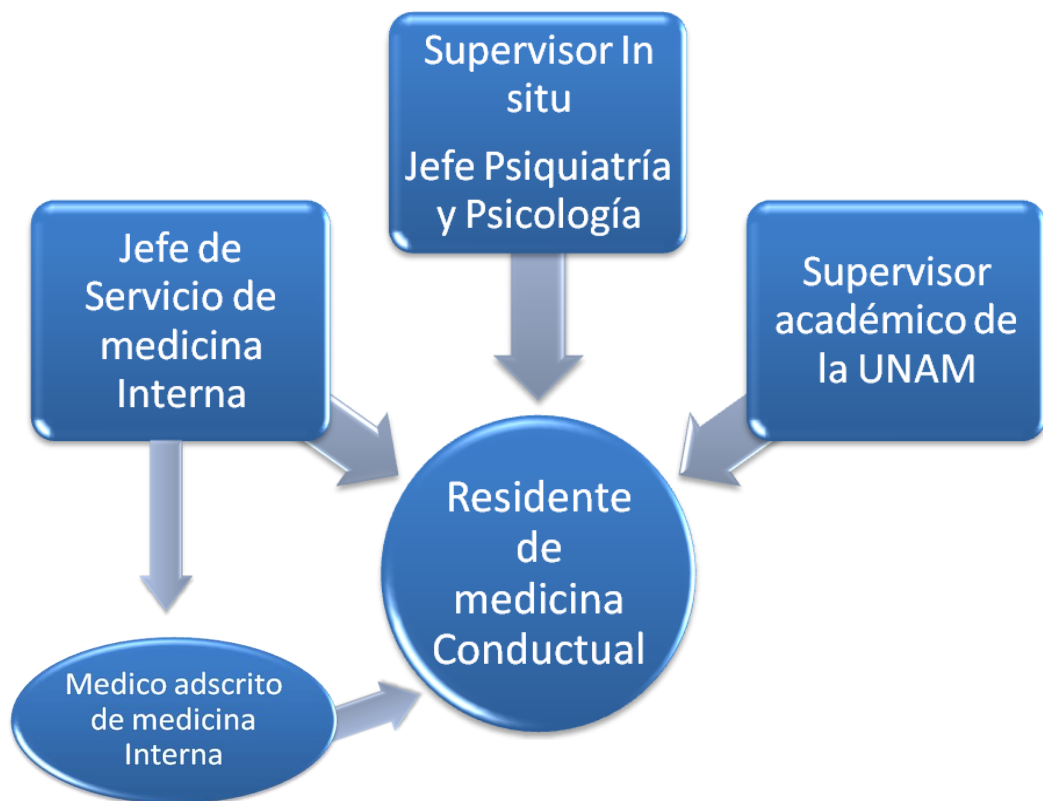 Supervisor In
situ
Jefe Psiquiatría
y Psicología
Jefe de
Servicio de
medicina
Interna
Supervisor
académico de
la UNAM
Residente
de
medicina
Conductual
Medico adscrito
de medicina
Interna